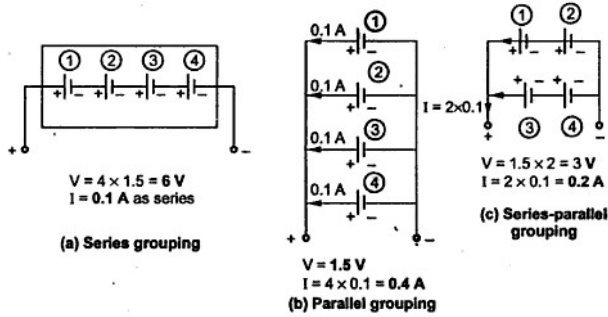 ① ② ③ ④
+ − + − + − + −
+ −
V = 4 × 1.5 = 6 V
I = 0.1 A as series
(a) Series grouping
0.1 A ①
+ −
0.1 A ②
+ −
0.1 A ③
+ −
0.1 A ④
+ −
+ −
V = 1.5 V
I = 4 × 0.1 = 0.4 A
(b) Parallel grouping
① ②
+ − + −
+ − + −
I = 2×0.1
+ ③ ④ −
V = 1.5 × 2 = 3 V
I = 2 × 0.1 = 0.2 A
(c) Series-parallel
grouping